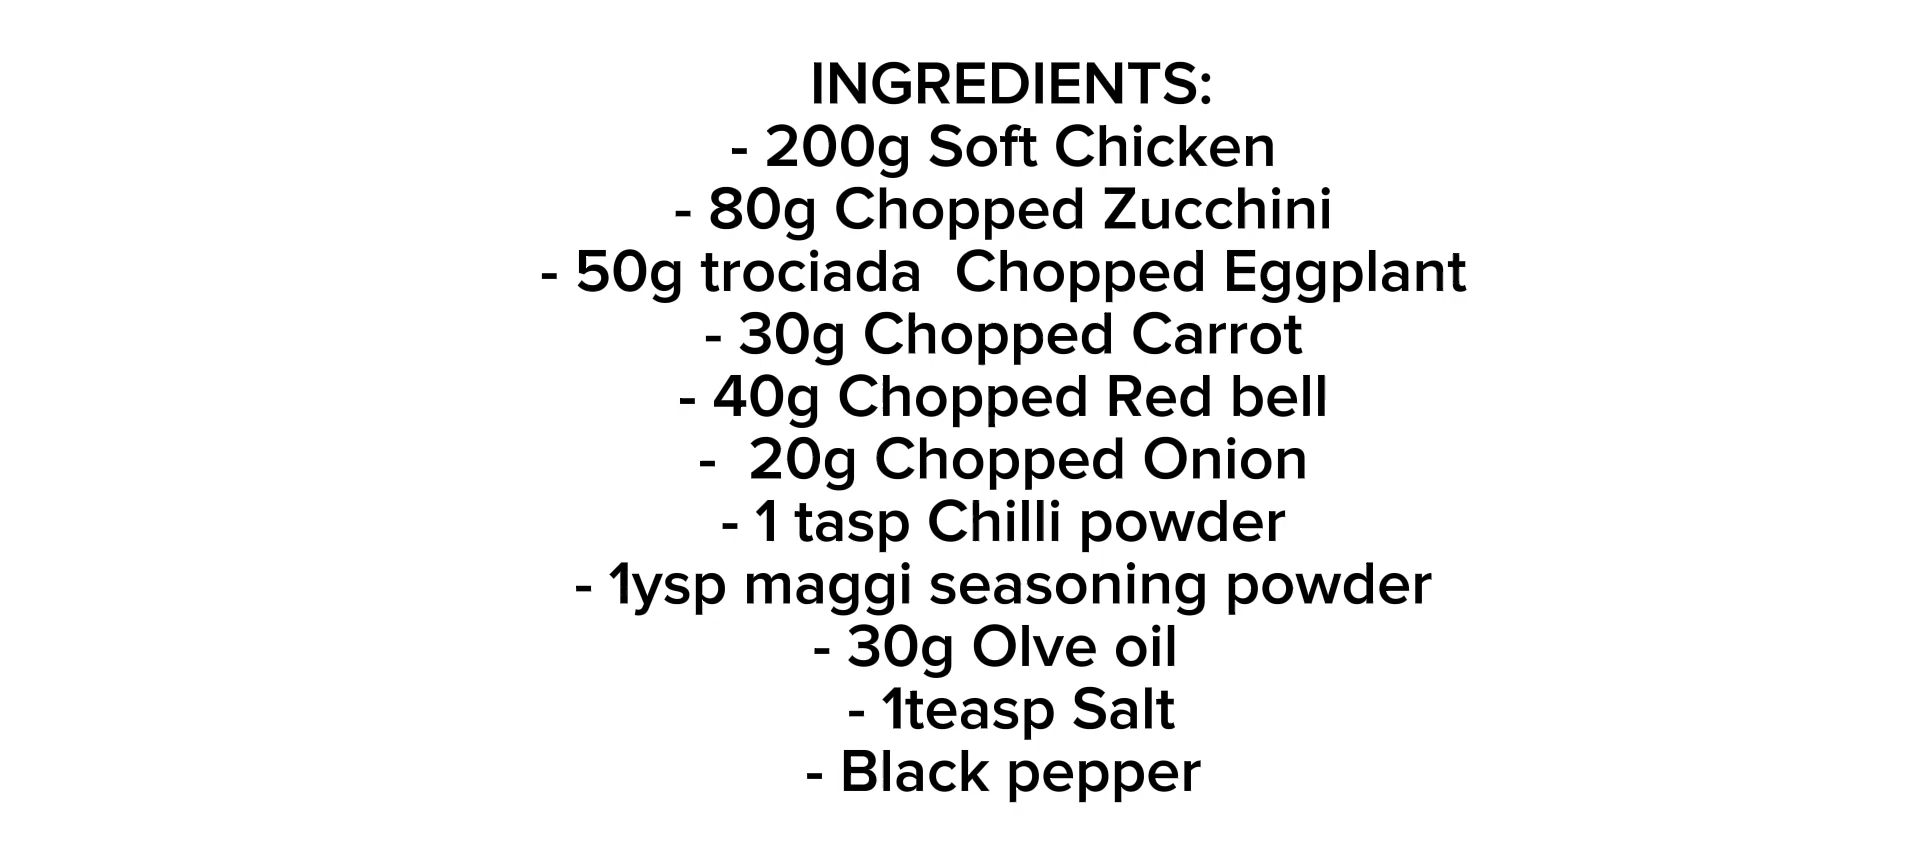 INGREDIENTS:
- 200g Soft Chicken
- 80g Chopped Zucchini
- 50g trociada  Chopped Eggplant
- 30g Chopped Carrot
- 40g Chopped Red bell
-  20g Chopped Onion
- 1 tasp Chilli powder
- 1ysp maggi seasoning powder
- 30g Olve oil
- 1teasp Salt
- Black pepper